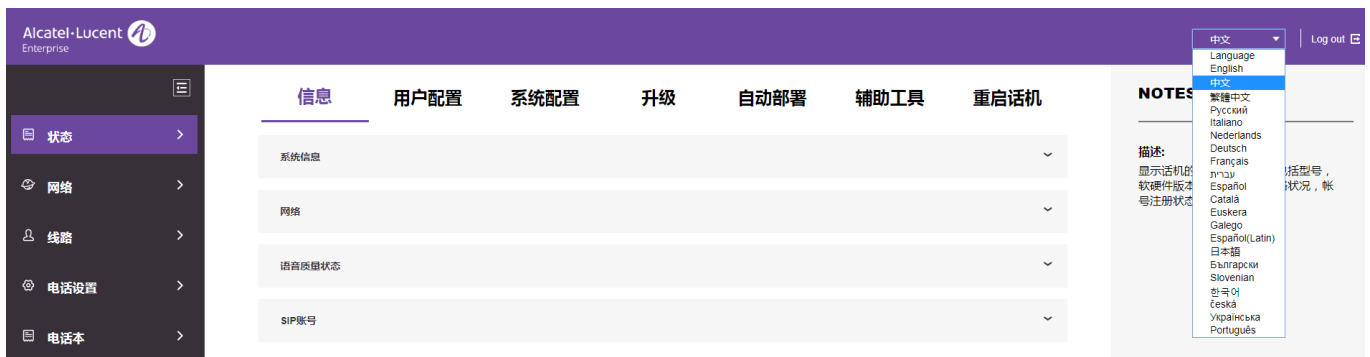 Alcatel·Lucent
Enterprise
中文
Log out
Language
English
中文
繁體中文
Русский
Italiano
Nederlands
Deutsch
Français
עברית
Español
Català
Euskera
Galego
Español(Latin)
日本語
Български
Slovenian
한국어
česká
Українська
Português
状态
网络
线路
电话设置
电话本
信息 用户配置 系统配置 升级 自动部署 辅助工具 重启话机
系统信息
网络
语音质量状态
SIP账号
NOTES
描述:
显示话机的 括型号，
软硬件版本 状况，帐
号注册状态